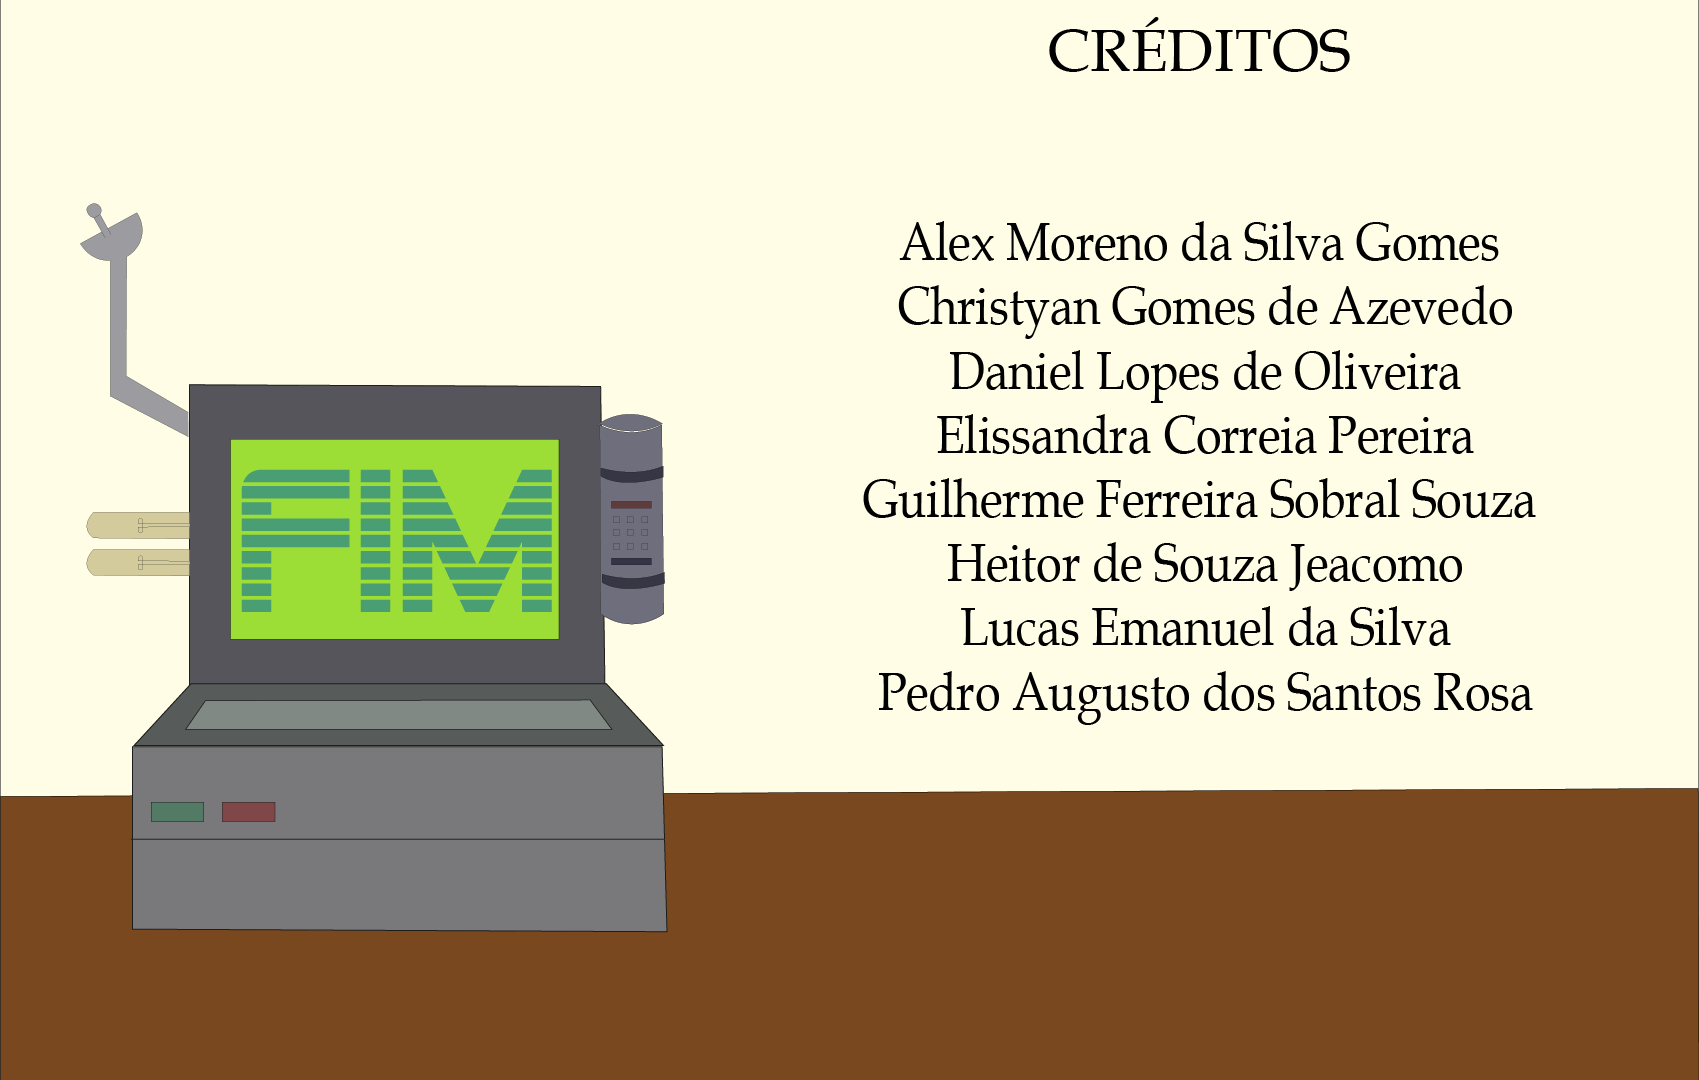 CRÉDITOS
FIM
Alex Moreno da Silva Gomes
Christyan Gomes de Azevedo
Daniel Lopes de Oliveira
Elissandra Correia Pereira
Guilherme Ferreira Sobral Souza
Heitor de Souza Jeacomo
Lucas Emanuel da Silva
Pedro Augusto dos Santos Rosa